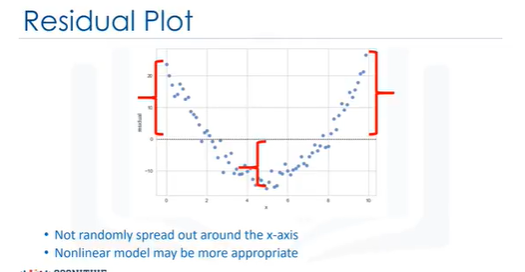 Residual Plot
20
10
0
-10
residual
0 2 4 6 8 10
x
• Not randomly spread out around the x-axis
• Nonlinear model may be more appropriate